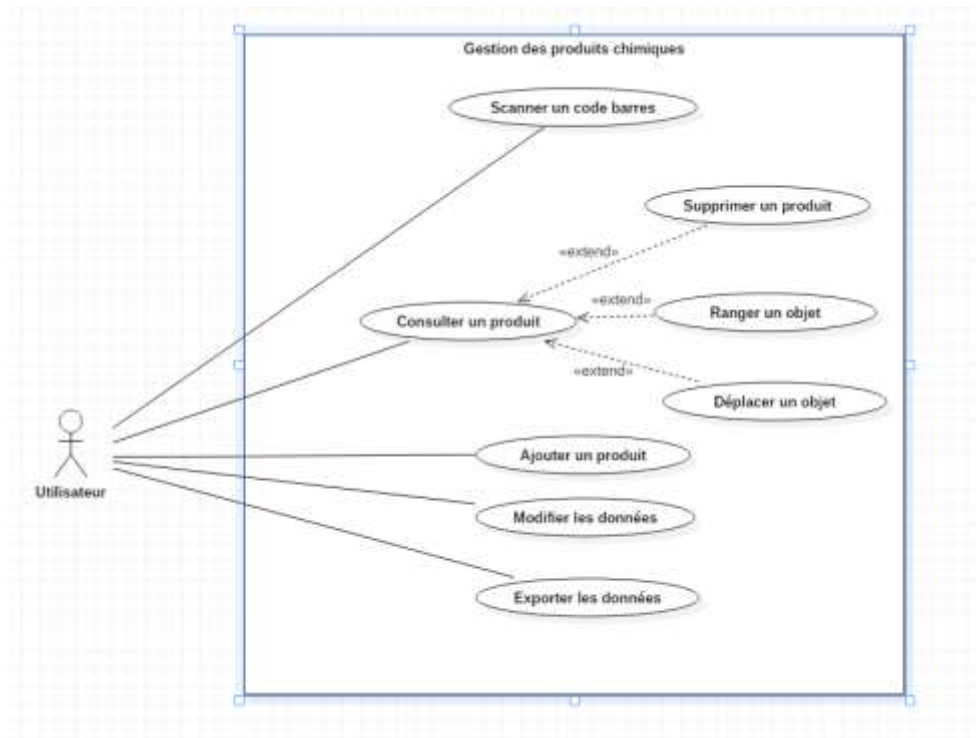 Gestion des produits chimiques
Scanner un code barres
Supprimer un produit
«extend»
«extend»
Ranger un objet
Consulter un produit
«extend»
Déplacer un objet
Ajouter un produit
Utilisateur
Modifier les données
Exporter les données